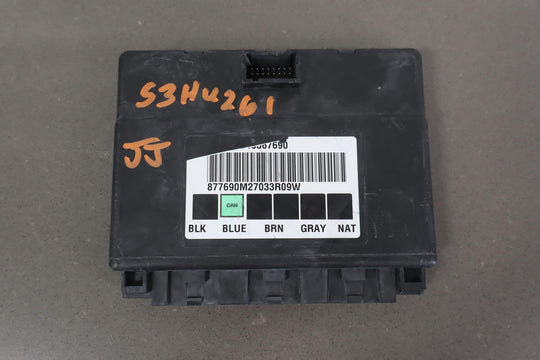 S3HU261
JJ
877690M27033R09W
GRN
BLK BLUE BRN GRAY NAT